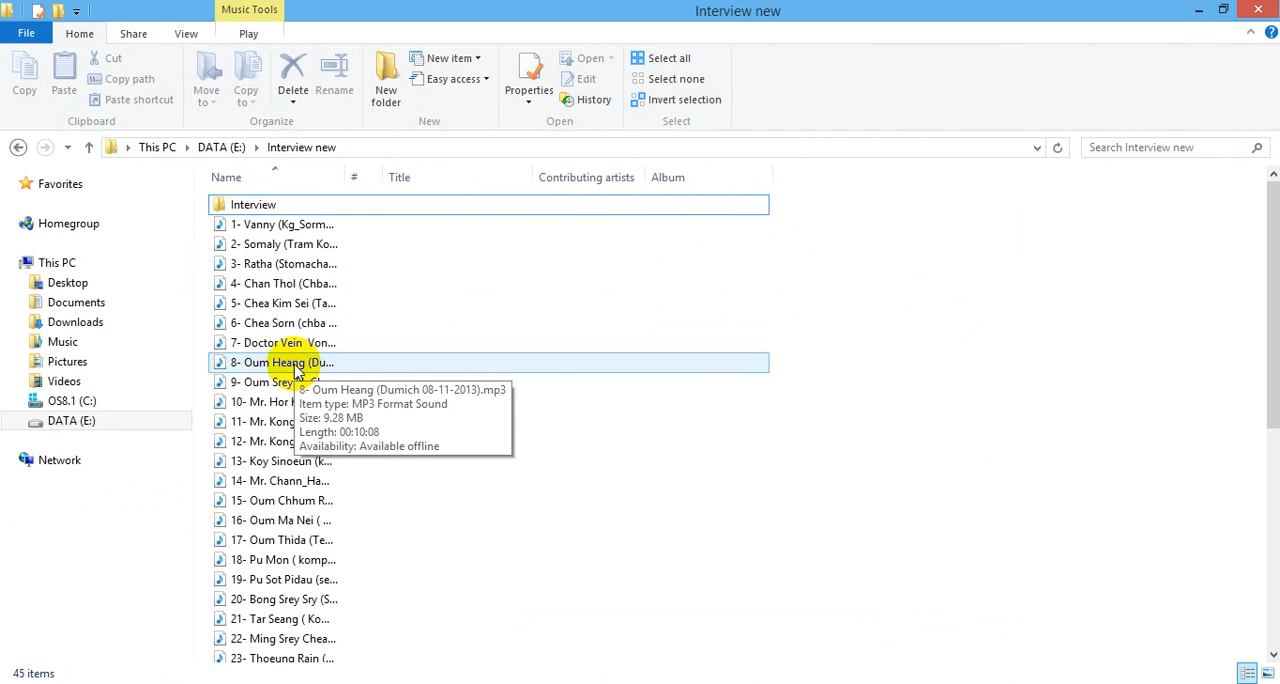 Music Tools
Interview new
File
Home
Share
View
Play
Copy
Paste
Cut
Copy path
Paste shortcut
Clipboard
Move to
Copy to
Delete
Rename
Organize
New folder
New item
Easy access
New
Properties
Open
Edit
History
Open
Select all
Select none
Invert selection
Select
This PC
DATA (E:)
Interview new
Search Interview new
Favorites
Homegroup
This PC
Desktop
Documents
Downloads
Music
Pictures
Videos
OS8.1 (C:)
DATA (E:)
Network
Name
#
Title
Contributing artists
Album
Interview
1- Vanny (Kg_Sorm...
2- Somaly (Tram Ko...
3- Ratha (Stomacha...
4- Chan Thol (Chba...
5- Chea Kim Sei (Ta...
6- Chea Sorn (chba ...
7- Doctor Vein_Von...
8- Oum Heang (Du...
9- Oum Srey
10- Mr. Hor
11- Mr. Kong
12- Mr. Kong
13- Koy Sinoeun (k...
14- Mr. Chann_Ha...
15- Oum Chhum R...
16- Oum Ma Nei ( ...
17- Oum Thida (Te...
18- Pu Mon ( komp...
19- Pu Sot Pidau (se...
20- Bong Srey Sry (S...
21- Tar Seang ( Ko...
22- Ming Srey Chea...
23- Thoeung Rain (...
8- Oum Heang (Dumich 08-11-2013).mp3
Item type: MP3 Format Sound
Size: 9.28 MB
Length: 00:10:08
Availability: Available offline
45 items